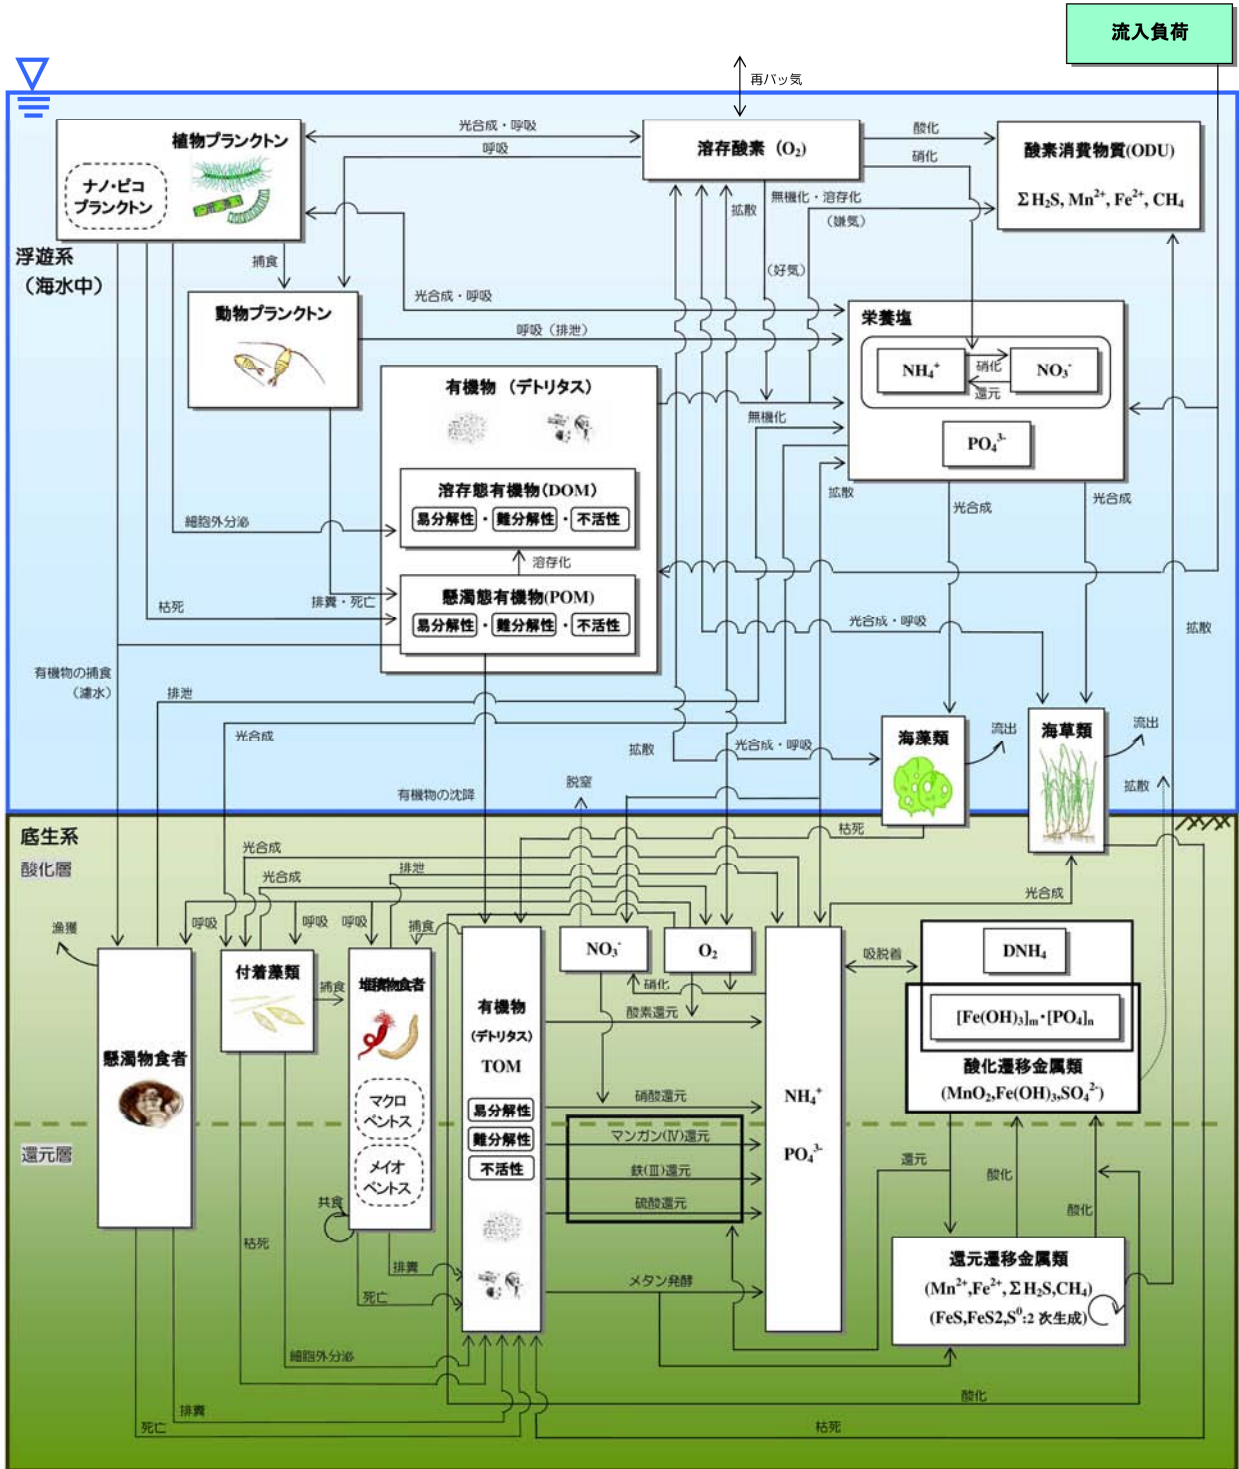 流入負荷
再バッ気
植物プランクトン
ナノ・ピコ
プランクトン
光合成・呼吸
呼吸
溶存酸素（O₂）
酸化
硝化
酸素消費物質(ODU)
ΣH₂S, Mn²⁺, Fe²⁺, CH₄
拡散
無機化・溶存化
（嫌気）
（好気）
浮遊系
（海水中）
捕食
動物プランクトン
光合成・呼吸
呼吸（排泄）
栄養塩
NH₄⁺
硝化
還元
NO₃⁻
PO₄³⁻
有機物 （デトリタス）
無機化
溶存態有機物(DOM)
易分解性・難分解性・不活性
細胞外分泌
溶存化
懸濁態有機物(POM)
易分解性・難分解性・不活性
排糞・死亡
枯死
拡散
光合成
光合成
光合成・呼吸
拡散
有機物の捕食
（濾水）
排泄
光合成
拡散
光合成・呼吸
海藻類
流出
海草類
流出
拡散
脱窒
有機物の沈降
底生系
酸化層
枯死
光合成
光合成
排泄
光合成
漁獲
呼吸
呼吸
呼吸
捕食
懸濁物食者
付着藻類
捕食
堆積物食者
マクロ
ベントス
メイオ
ベントス
共食
有機物
(デトリタス)
TOM
易分解性
難分解性
不活性
NO₃⁻
O₂
硝化
酸素還元
硝酸還元
マンガン(Ⅳ)還元
鉄(Ⅲ)還元
硫酸還元
メタン発酵
NH₄⁺
PO₄³⁻
吸脱着
DNH₄
[Fe(OH)₃]m・[PO₄]n
酸化遷移金属類
(MnO₂,Fe(OH)₃,SO₄²⁻)
還元層
還元
酸化
酸化
還元遷移金属類
(Mn²⁺,Fe²⁺,ΣH₂S,CH₄)
(FeS,FeS2,S⁰:2 次生成)
枯死
排糞
死亡
細胞外分泌
酸化
排糞
死亡
枯死